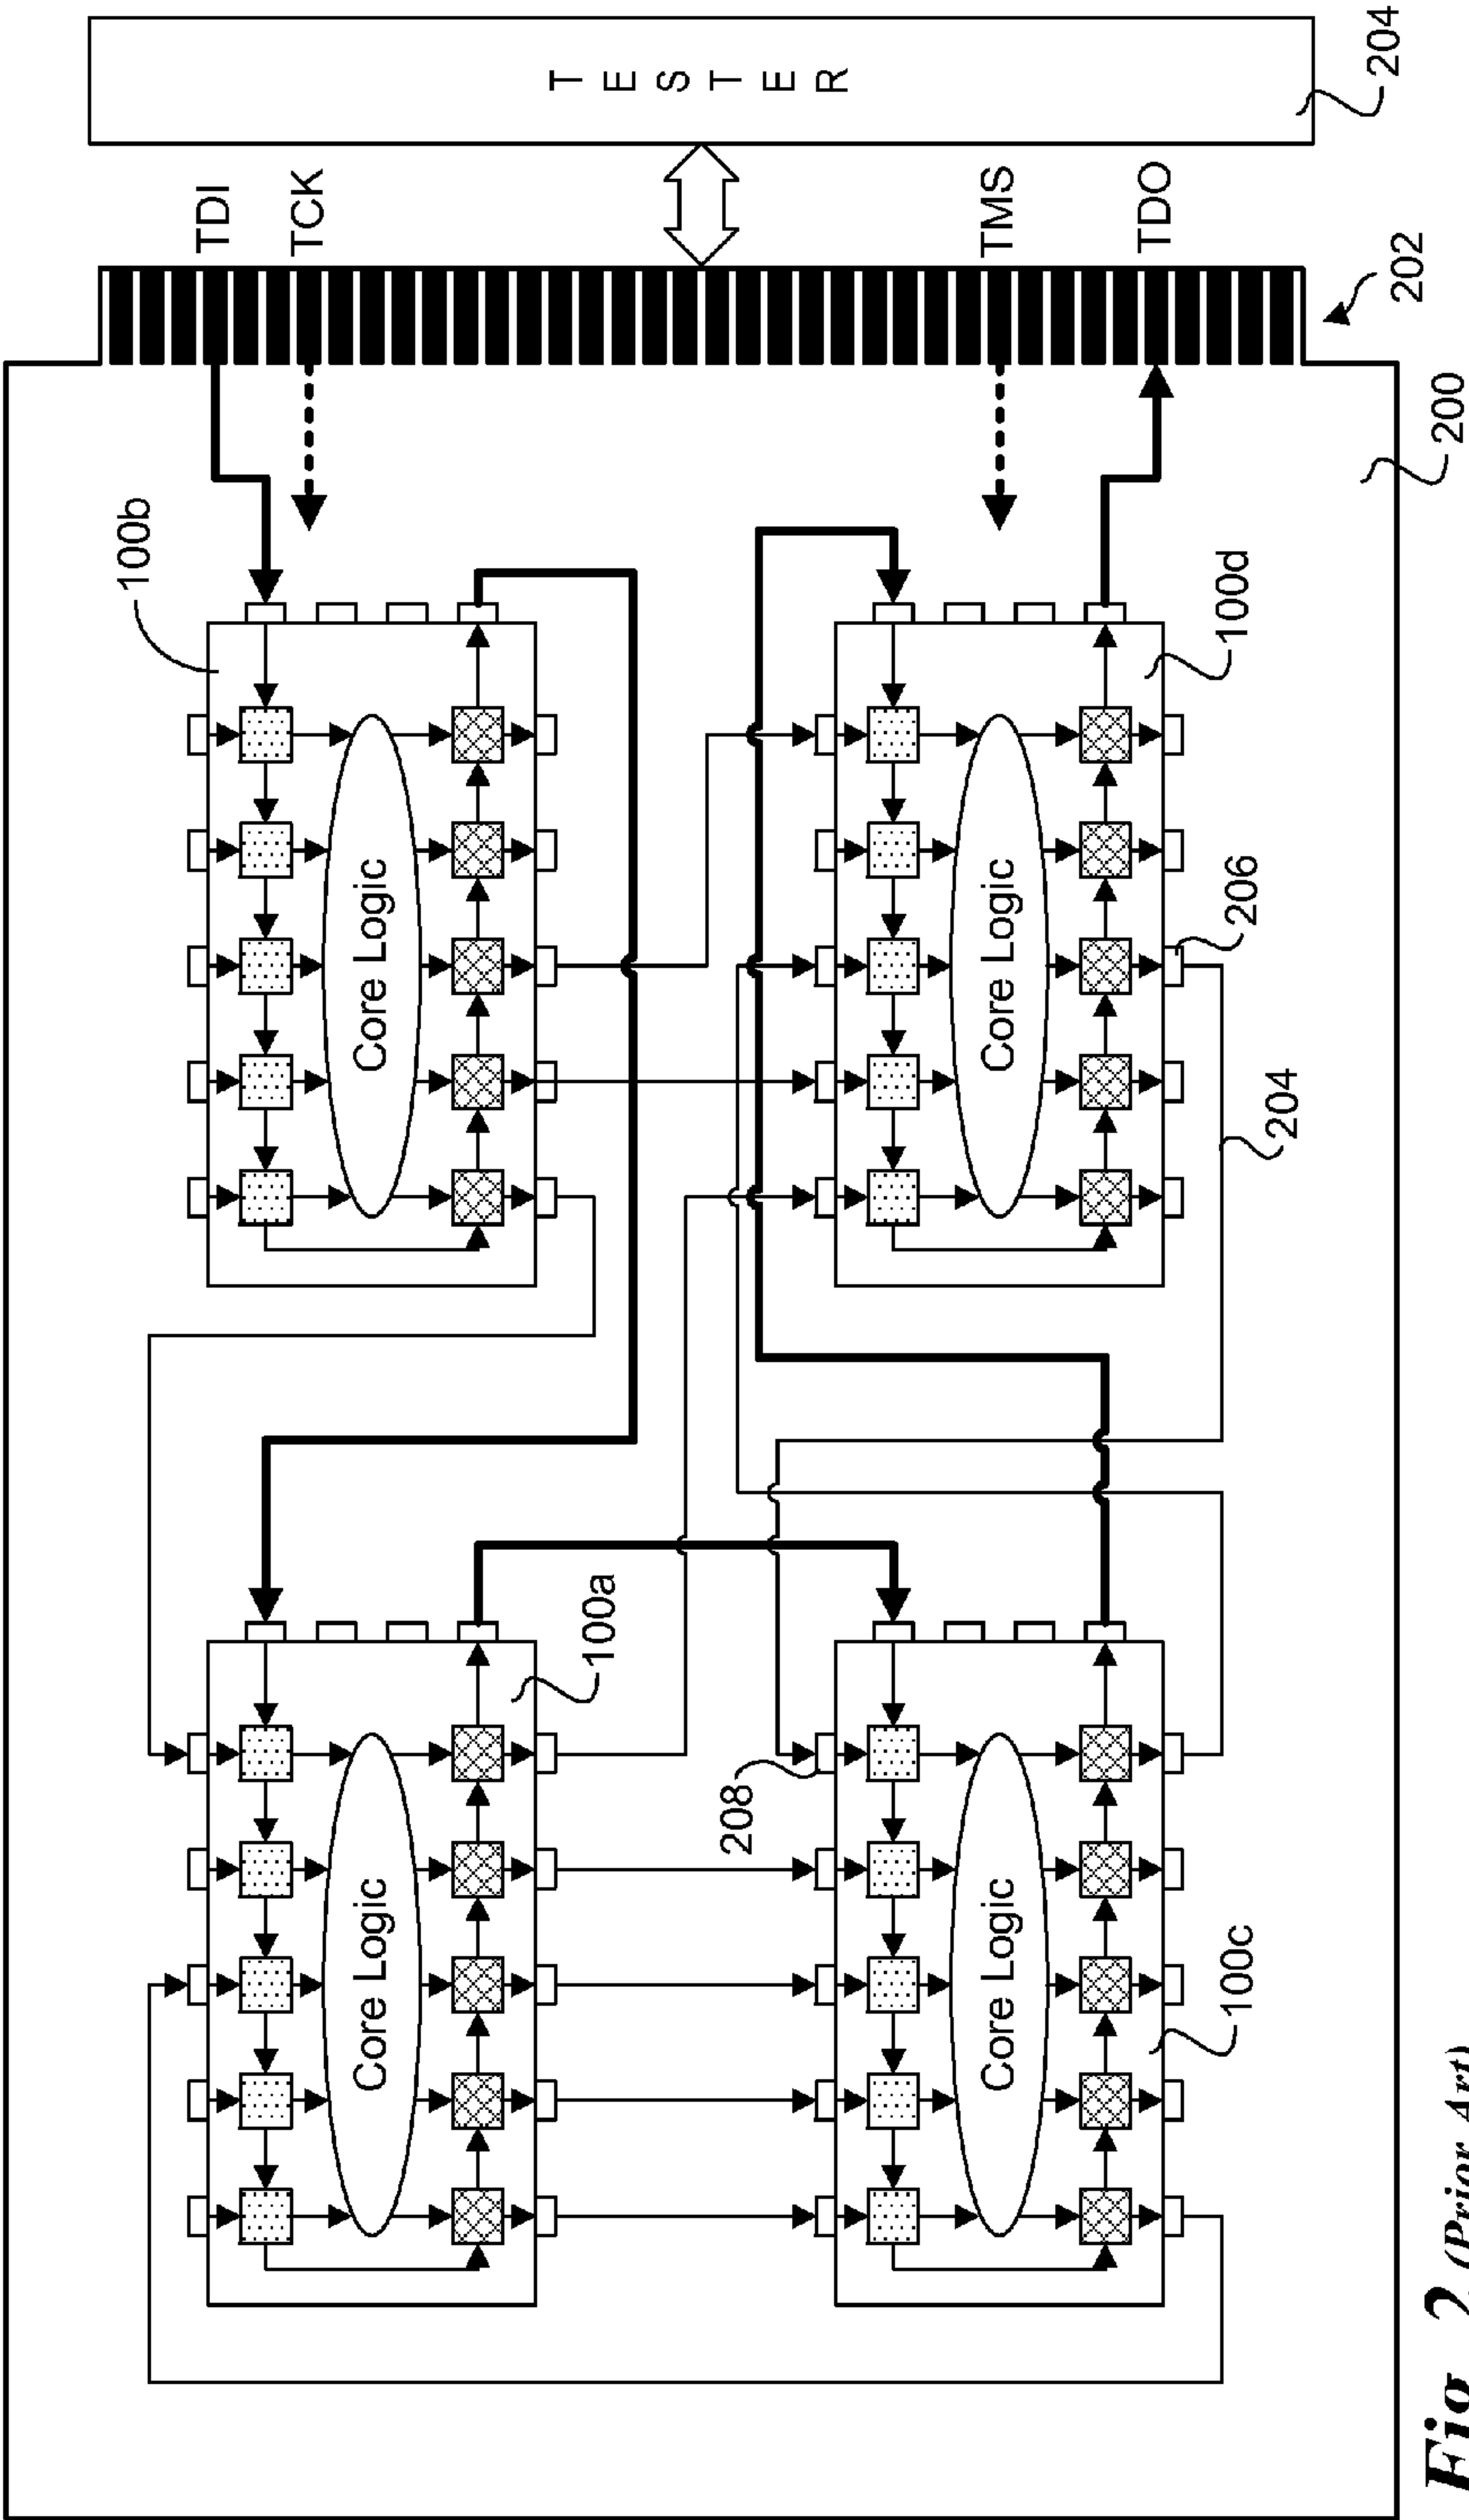 TESTER
204
TDI
TCK
TMS
TDO
202
200
100b
100d
Core Logic
Core Logic
206
204
100a
208
Core Logic
Core Logic
100c
Fig. 2 (Prior Art)